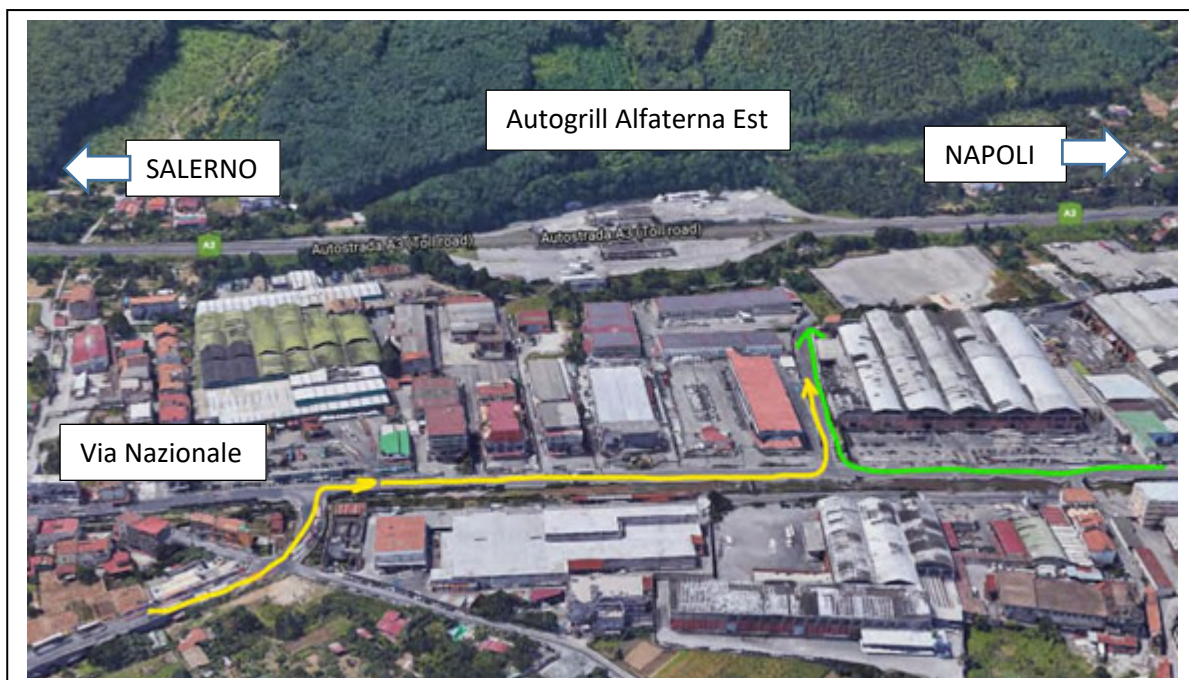 Autogrill Alfaterna Est
SALERNO
NAPOLI
A3
A3
Autostrada A3 (Toll road)
Autostrada A3 (Toll road)
Via Nazionale